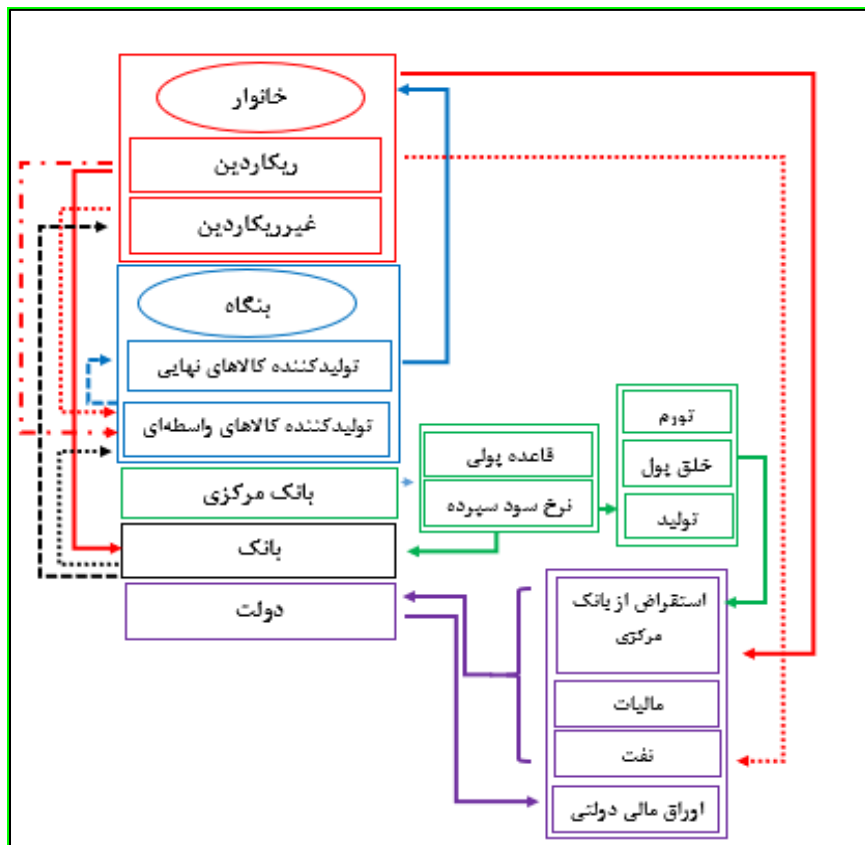 خانوار
ریکاردین
غیرریکاردین
بنگاه
تولیدکننده کالاهای نهایی
تولیدکننده کالاهای واسطه‌ای
بانک مرکزی
بانک
دولت
قاعده پولی
نرخ سود سپرده
تورم
خلق پول
تولید
استقراض از بانک
مرکزی
مالیات
نفت
اوراق مالی دولتی